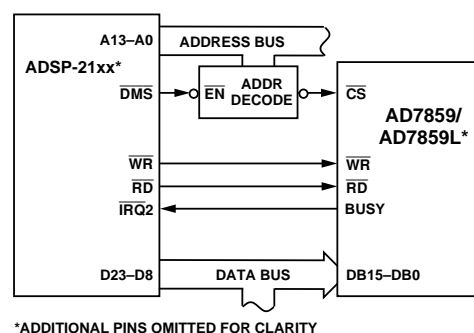 A13–A0
ADDRESS BUS
ADSP-21xx*
DMS
EN
ADDR
DECODE
CS
AD7859/
AD7859L*
WR
WR
RD
RD
IRQ2
BUSY
D23–D8
DATA BUS
DB15–DB0
*ADDITIONAL PINS OMITTED FOR CLARITY